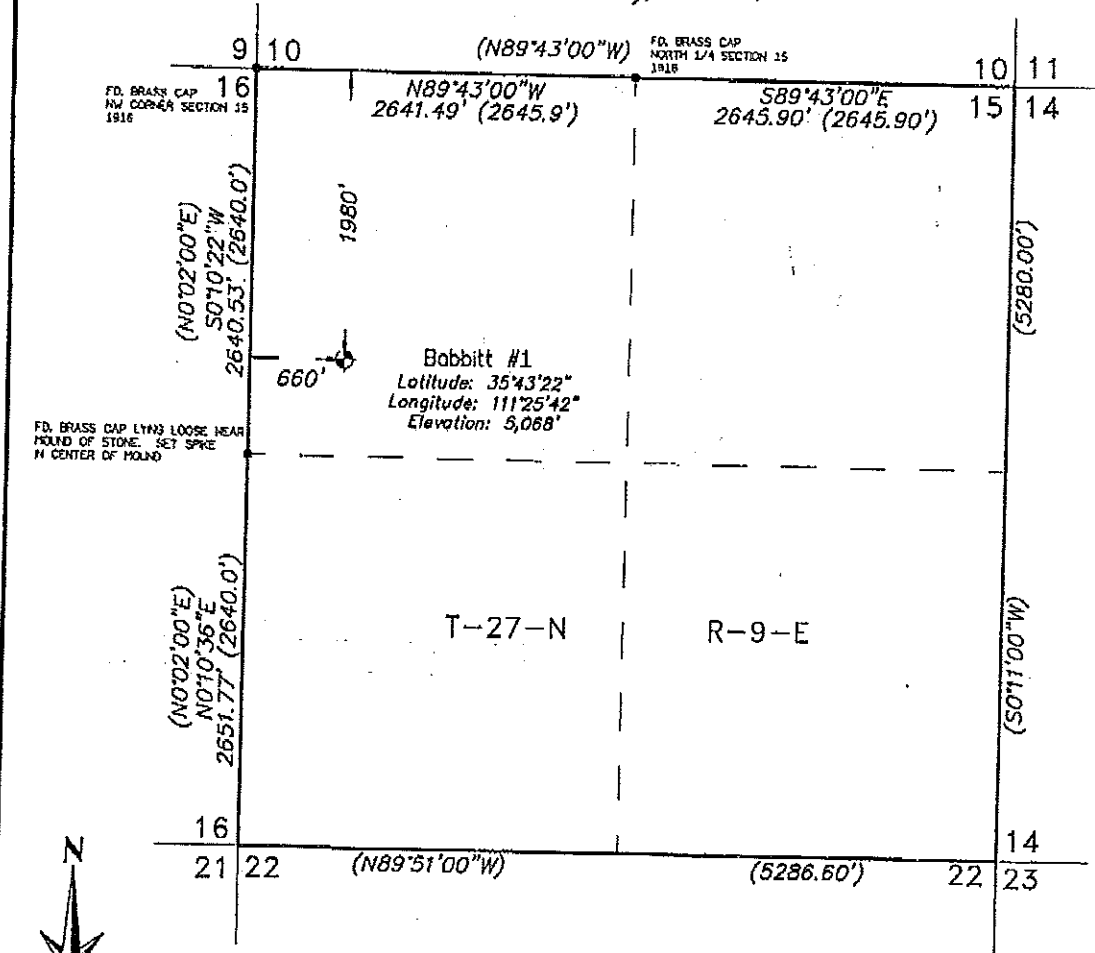 9 10
(N89°43'00"W)
FD. BRASS CAP
NORTH 1/4 SECTION 15
1916
10 11
FD. BRASS CAP
NW CORNER SECTION 15
1916
16
N89°43'00"W
2641.49' (2645.9')
S89°43'00"E
2645.90' (2645.90')
15 14
(N0°02'00"E)
S0°10'22"W
2640.53' (2640.0')
1980'
(5280.00')
660'
Babbitt #1
Latitude: 35°43'22"
Longitude: 111°25'42"
Elevation: 5,068'
FD. BRASS CAP LYING LOOSE NEAR
MOUND OF STONE. SET SPIKE
IN CENTER OF MOUND
(N0°02'00"E)
N0°10'36"E
2651.77' (2640.0')
T-27-N
R-9-E
(S0°11'00"W)
16
14
21 22
(N89°51'00"W)
(5286.60')
22 23
N